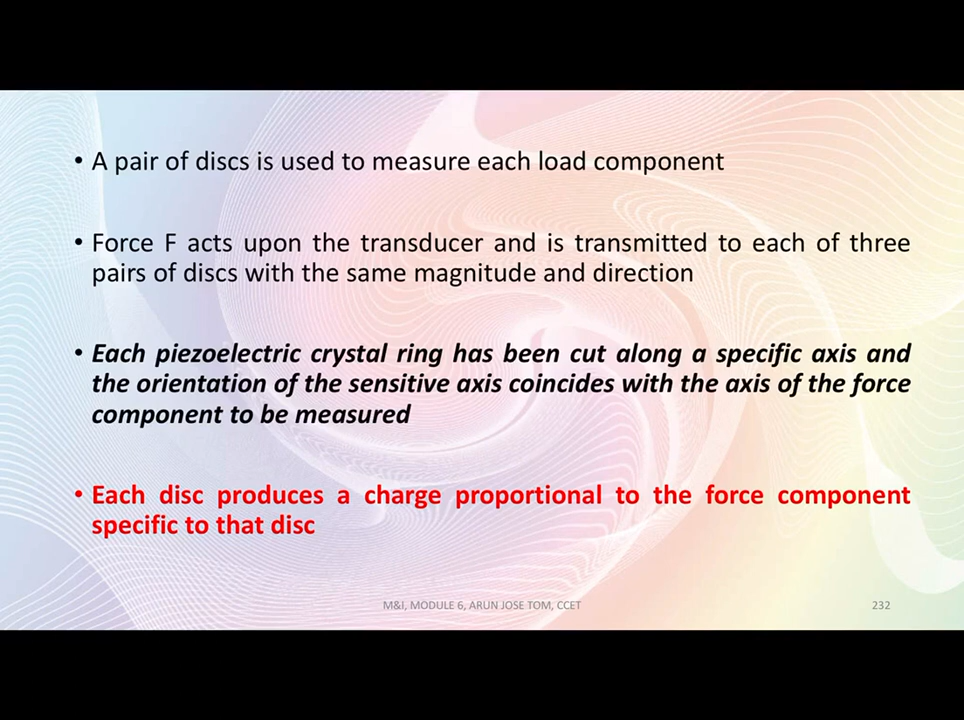 • A pair of discs is used to measure each load component
• Force F acts upon the transducer and is transmitted to each of three
pairs of discs with the same magnitude and direction
• Each piezoelectric crystal ring has been cut along a specific axis and
the orientation of the sensitive axis coincides with the axis of the force
component to be measured
• Each disc produces a charge proportional to the force component
specific to that disc
M&I, MODULE 6, ARUN JOSE TOM, CCET
232